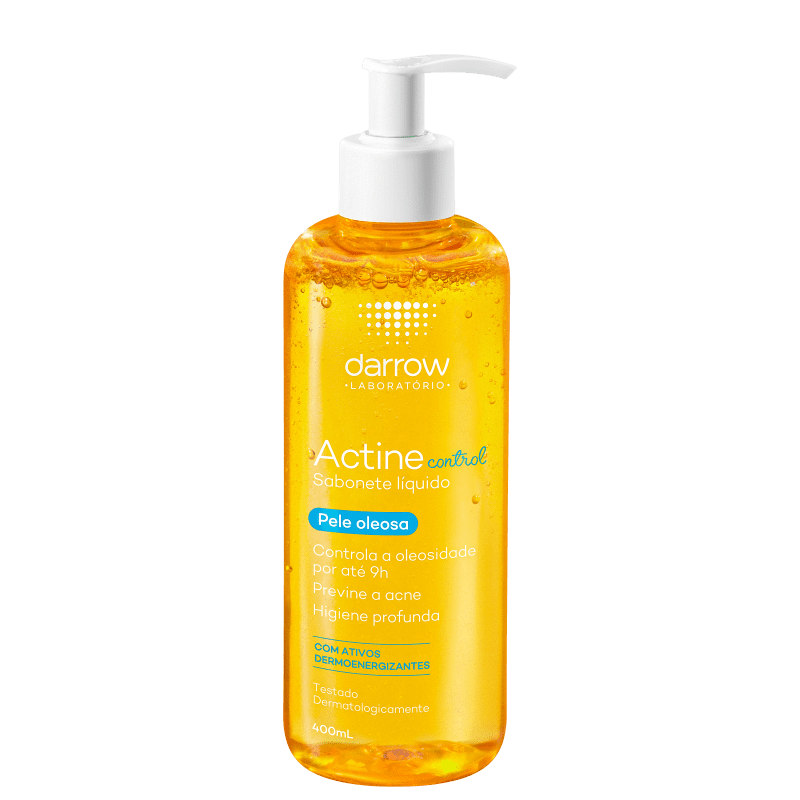 darrow
•LABORATÓRIO•
Actine control
Sabonete líquido
Pele oleosa
Controla a oleosidade
por até 9h
Previne a acne
Higiene profunda
COM ATIVOS
DERMOENERGIZANTES
Testado
Dermatologicamente
400mL